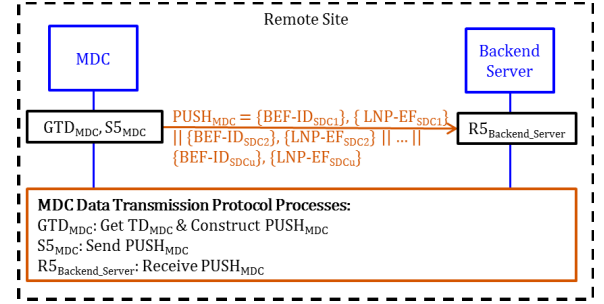 Remote Site
MDC
Backend
Server
GTD_MDC, S5_MDC
PUSH_MDC = {BEF-ID_SDC1}, { LNP-EF_SDC1}
|| {BEF-ID_SDC2}, {LNP-EF_SDC2} || ... ||
{BEF-ID_SDCu}, {LNP-EF_SDCu}
R5_Backend_Server
MDC Data Transmission Protocol Processes:
GTD_MDC: Get TD_MDC & Construct PUSH_MDC
S5_MDC: Send PUSH_MDC
R5_Backend_Server: Receive PUSH_MDC